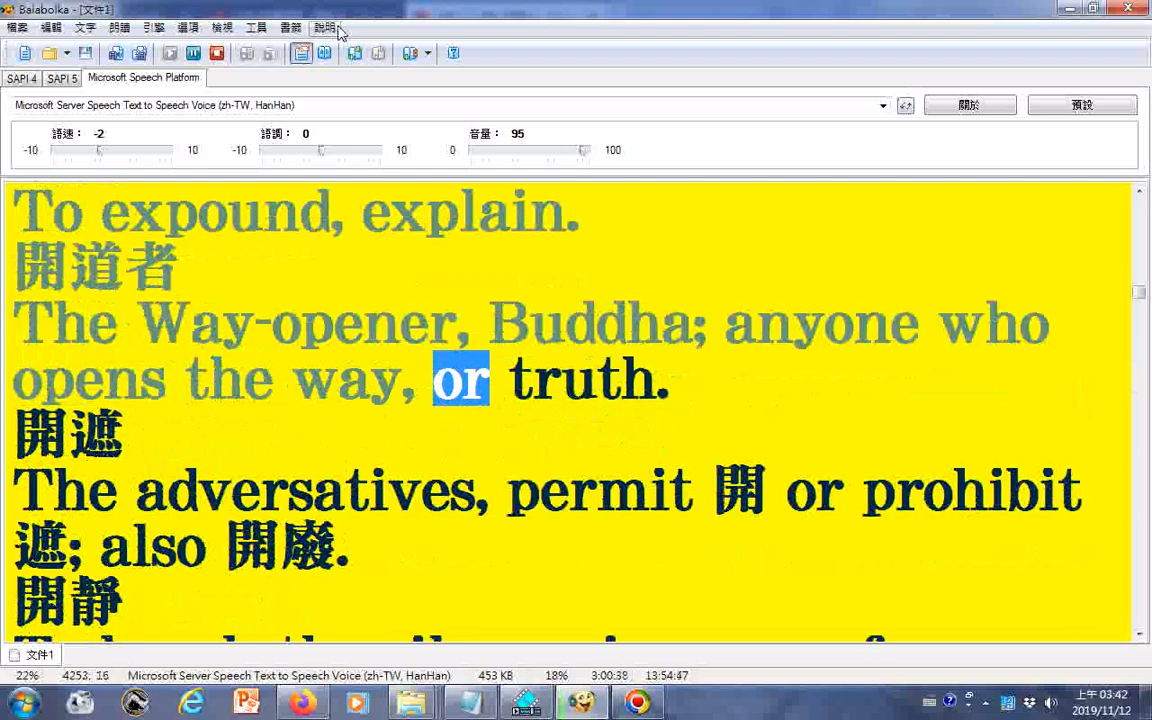 Balabolka - [文件1]
檔案 編輯 文字 朗讀 引擎 選項 檢視 工具 書籤 說明
SAPI 4 SAPI 5 Microsoft Speech Platform
Microsoft Server Speech Text to Speech Voice (zh-TW, HanHan) 關於 預設
語速： -2 語調： 0 音量： 95
-10 10 -10 10 0 100
To expound, explain.
開道者
The Way-opener, Buddha; anyone who
opens the way, or truth.
開遮
The adversatives, permit 開 or prohibit
遮; also 開廢.
開靜
文件1
22% 4253: 16 Microsoft Server Speech Text to Speech Voice (zh-TW, HanHan) 453 KB 18% 3:00:38 13:54:47
上午 03:42
2019/11/12